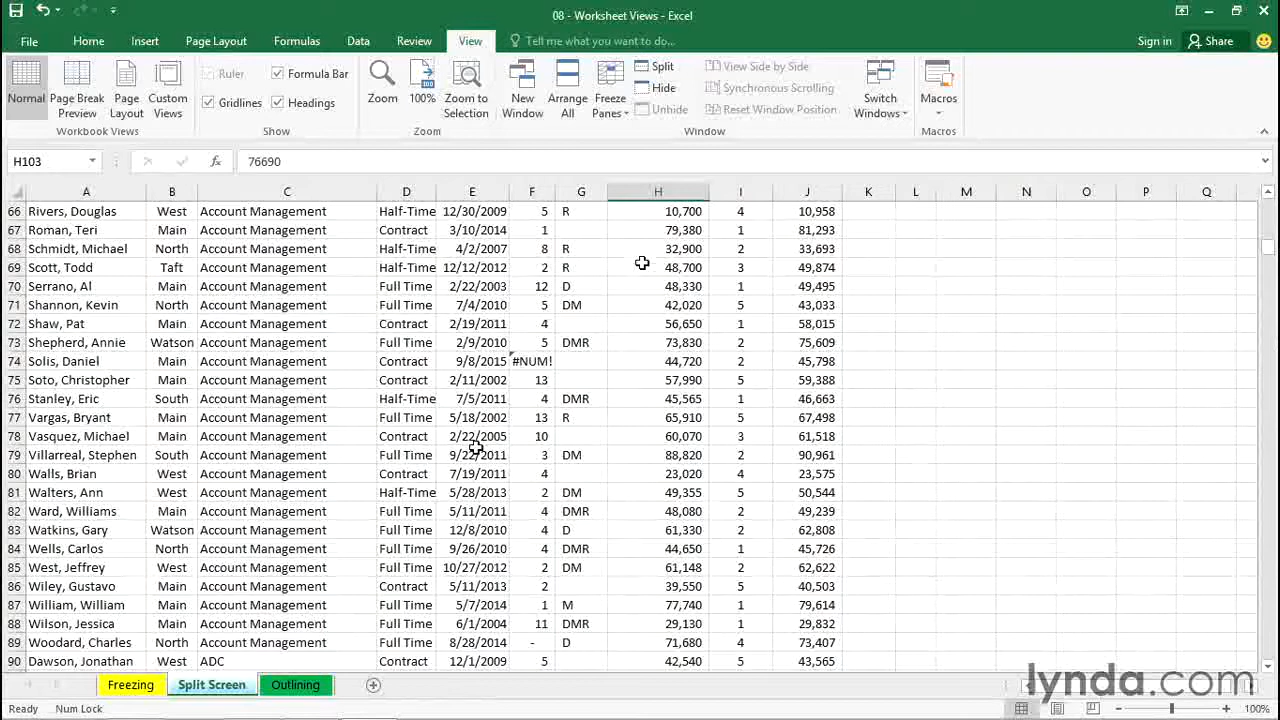 08 - Worksheet Views - Excel
File Home Insert Page Layout Formulas Data Review View Tell me what you want to do... Sign in Share
Normal Page Break Preview Page Layout Custom Views Ruler Formula Bar Gridlines Headings Zoom 100% Zoom to Selection New Window Arrange All Freeze Panes Split Hide Unhide View Side by Side Synchronous Scrolling Reset Window Position Switch Windows Macros
Workbook Views Show Zoom Window Macros
H103 fx 76690
A B C D E F G H I J K L M N O P Q
66 Rivers, Douglas West Account Management Half-Time 12/30/2009 5 R 10,700 4 10,958
67 Roman, Teri Main Account Management Contract 3/10/2014 1 79,380 1 81,293
68 Schmidt, Michael North Account Management Half-Time 4/2/2007 8 R 32,900 2 33,693
69 Scott, Todd Taft Account Management Half-Time 12/12/2012 2 R 48,700 3 49,874
70 Serrano, Al Main Account Management Full Time 2/22/2003 12 D 48,330 1 49,495
71 Shannon, Kevin North Account Management Full Time 7/4/2010 5 DM 42,020 5 43,033
72 Shaw, Pat Main Account Management Contract 2/19/2011 4 56,650 1 58,015
73 Shepherd, Annie Watson Account Management Full Time 2/9/2010 5 DMR 73,830 2 75,609
74 Solis, Daniel Main Account Management Contract 9/8/2015 #NUM! 44,720 2 45,798
75 Soto, Christopher Main Account Management Contract 2/11/2002 13 57,990 5 59,388
76 Stanley, Eric South Account Management Half-Time 7/5/2011 4 DMR 45,565 1 46,663
77 Vargas, Bryant Main Account Management Full Time 5/18/2002 13 R 65,910 5 67,498
78 Vasquez, Michael Main Account Management Contract 2/22/2005 10 60,070 3 61,518
79 Villarreal, Stephen South Account Management Full Time 9/22/2011 3 DM 88,820 2 90,961
80 Walls, Brian West Account Management Contract 7/19/2011 4 23,020 4 23,575
81 Walters, Ann West Account Management Half-Time 5/28/2013 2 DM 49,355 5 50,544
82 Ward, Williams Main Account Management Full Time 5/11/2011 4 DMR 48,080 2 49,239
83 Watkins, Gary Watson Account Management Full Time 12/8/2010 4 D 61,330 2 62,808
84 Wells, Carlos North Account Management Full Time 9/26/2010 4 DMR 44,650 1 45,726
85 West, Jeffrey West Account Management Full Time 10/27/2012 2 DM 61,148 2 62,622
86 Wiley, Gustavo Main Account Management Contract 5/11/2013 2 39,550 5 40,503
87 William, William Main Account Management Full Time 5/7/2014 1 M 77,740 1 79,614
88 Wilson, Jessica Main Account Management Full Time 6/1/2004 11 DMR 29,130 1 29,832
89 Woodard, Charles North Account Management Full Time 8/28/2014 - D 71,680 4 73,407
90 Dawson, Jonathan West ADC Contract 12/1/2009 5 42,540 5 43,565
Freezing Split Screen Outlining
lynda.com
Ready Num Lock 100%